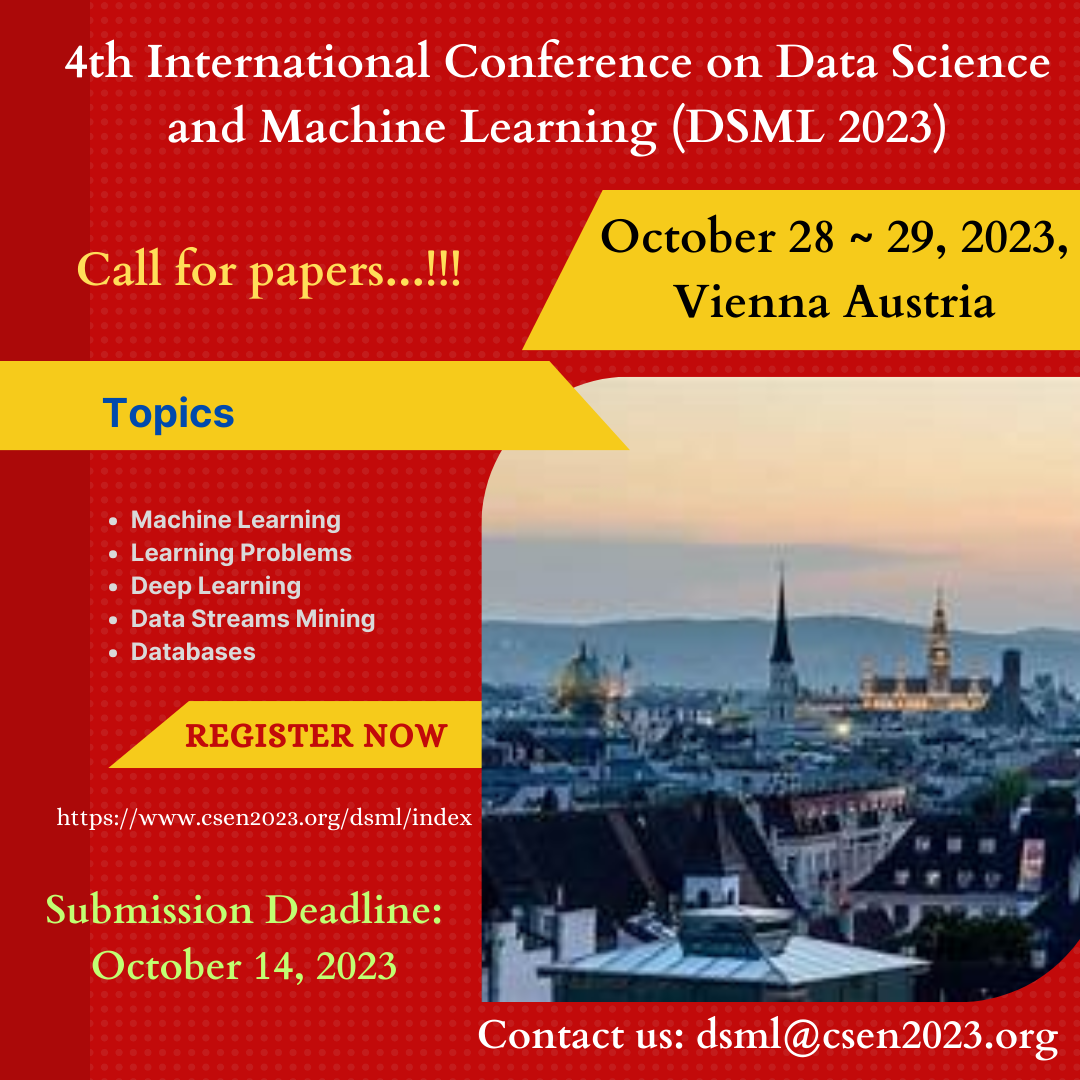 4th International Conference on Data Science
and Machine Learning (DSML 2023)
October 28 ~ 29, 2023,
Vienna Austria
Call for papers...!!!
Topics
• Machine Learning
• Learning Problems
• Deep Learning
• Data Streams Mining
• Databases
REGISTER NOW
https://www.csen2023.org/dsml/index
Submission Deadline:
October 14, 2023
Contact us: dsml@csen2023.org